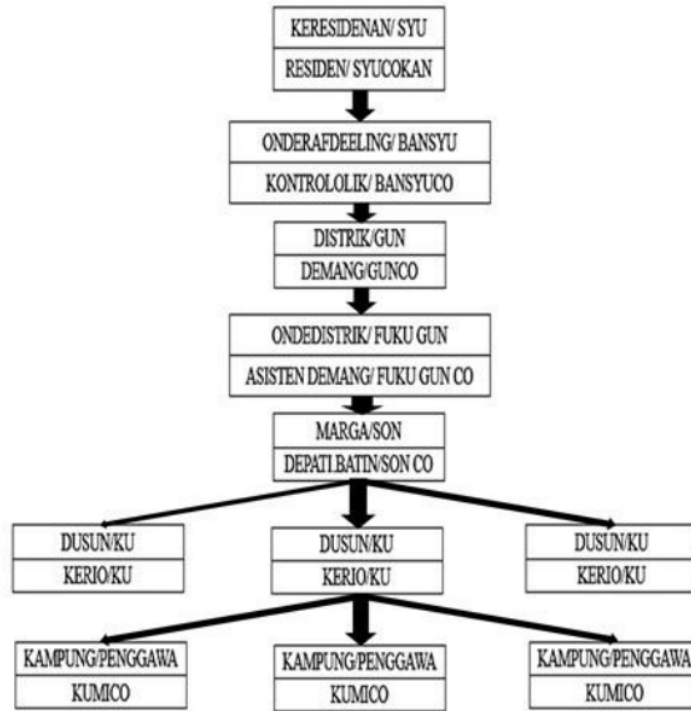 KERESIDENAN/ SYU
RESIDEN/ SYUCOKAN
ONDERAFDEELING/ BANSYU
KONTROLOLIK/ BANSYUCO
DISTRIK/GUN
DEMANG/GUNCO
ONDEDISTRIK/ FUKU GUN
ASISTEN DEMANG/ FUKU GUN CO
MARGA/SON
DEPATI.BATIN/SON CO
DUSUN/KU
KERIO/KU
DUSUN/KU
KERIO/KU
DUSUN/KU
KERIO/KU
KAMPUNG/PENGGAWA
KUMICO
KAMPUNG/PENGGAWA
KUMICO
KAMPUNG/PENGGAWA
KUMICO